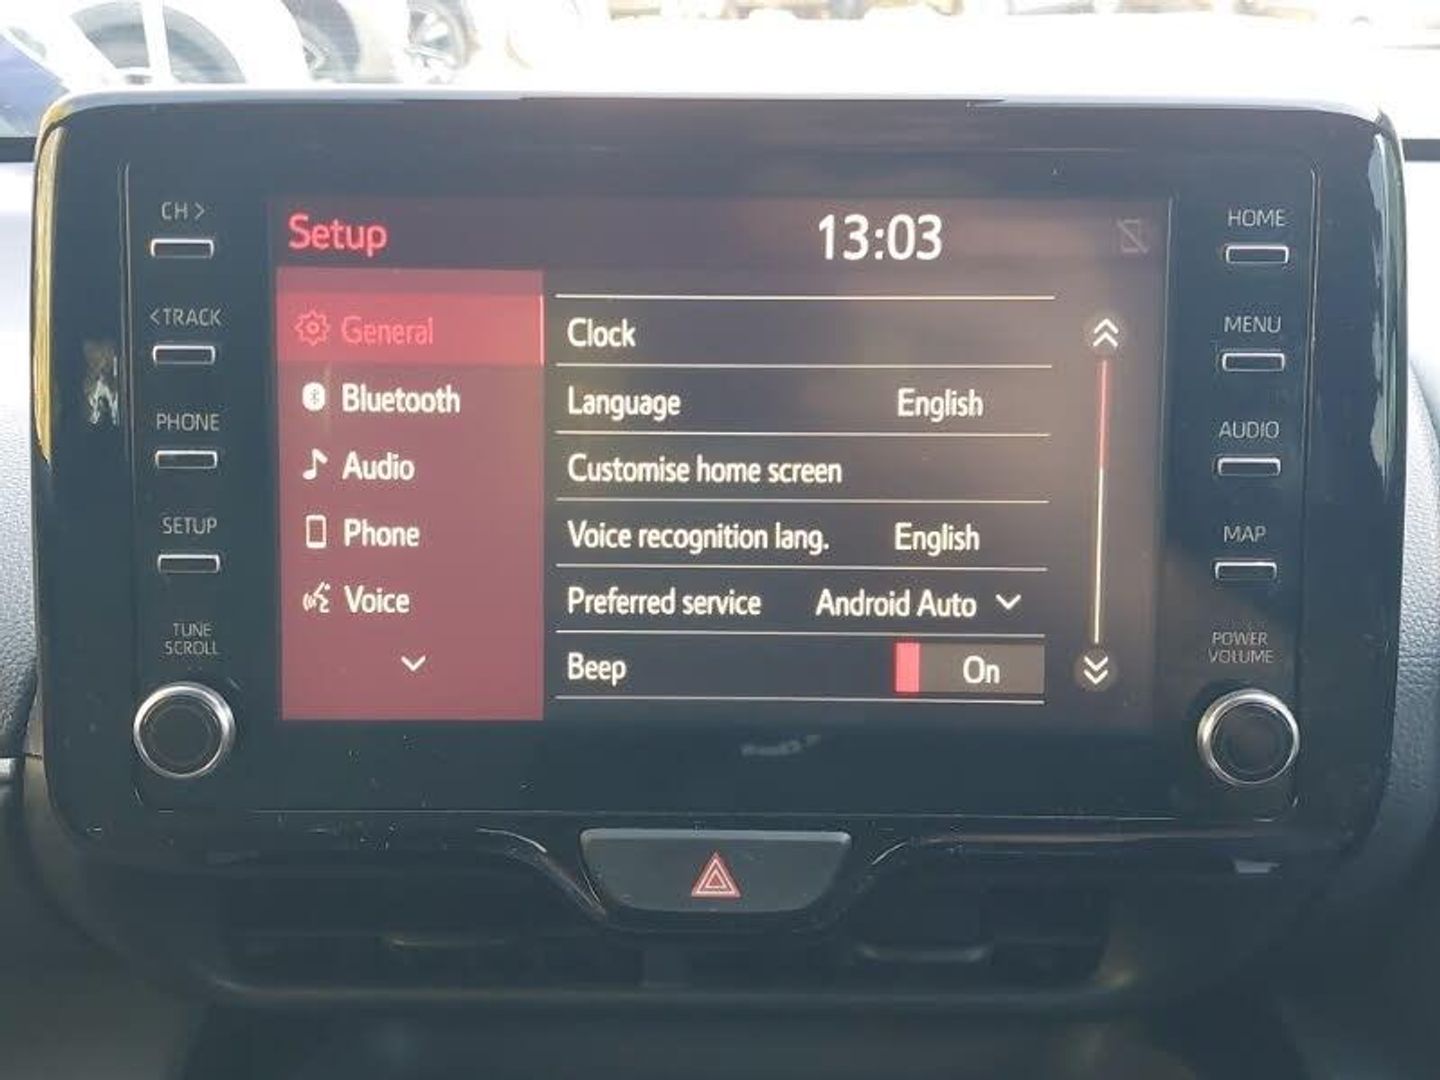 CH >
<TRACK
PHONE
SETUP
TUNE
SCROLL
Setup
13:03
General
Bluetooth
Audio
Phone
Voice
Clock
Language English
Customise home screen
Voice recognition lang. English
Preferred service Android Auto
Beep On
HOME
MENU
AUDIO
MAP
POWER
VOLUME